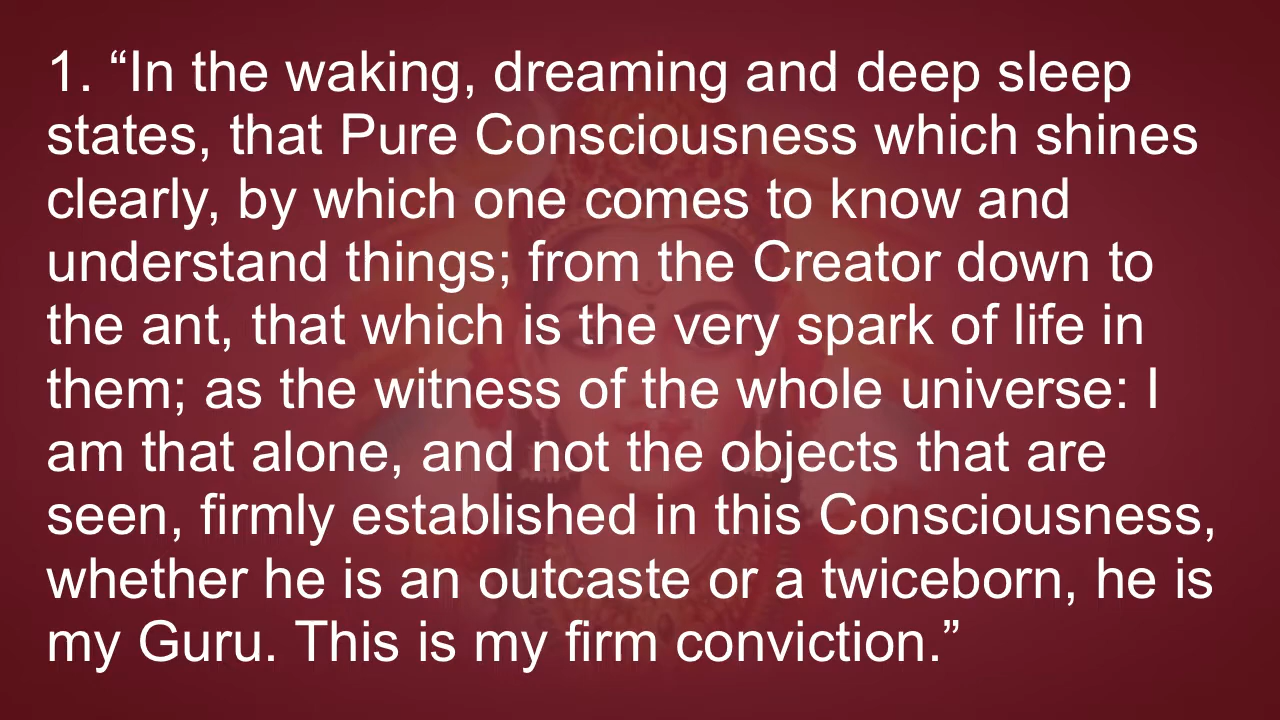 1. “In the waking, dreaming and deep sleep
states, that Pure Consciousness which shines
clearly, by which one comes to know and
understand things; from the Creator down to
the ant, that which is the very spark of life in
them; as the witness of the whole universe: I
am that alone, and not the objects that are
seen, firmly established in this Consciousness,
whether he is an outcaste or a twiceborn, he is
my Guru. This is my firm conviction.”